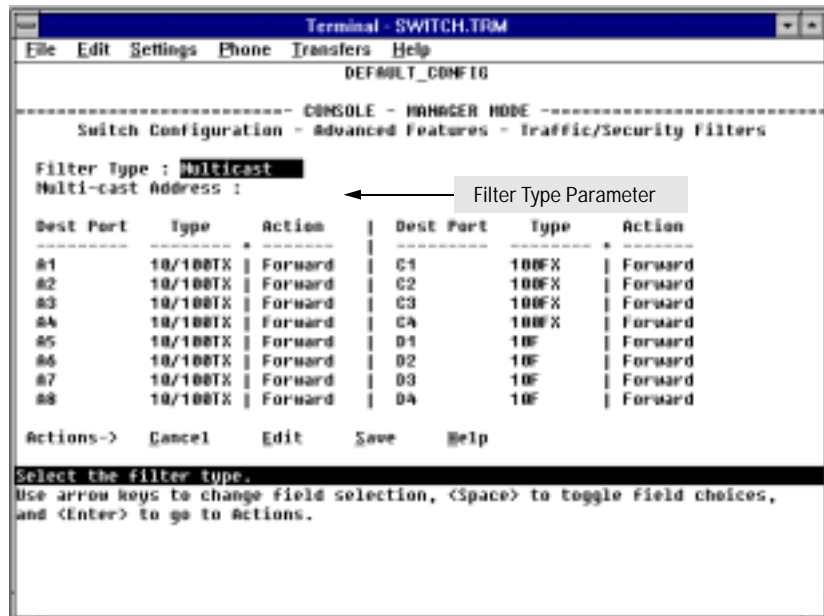 Terminal - SWITCH.TRM
File Edit Settings Phone Transfers Help
DEFAULT_CONFIG
---------------------------- CONSOLE - MANAGER MODE -----------------------------
Switch Configuration - Advanced Features - Traffic/Security Filters
Filter Type : Multicast
Multi-cast Address :
Filter Type Parameter
Dest Port Type Action | Dest Port Type Action
--------- -------- + ------- | --------- -------- + -------
A1 10/100TX | Forward | C1 100FX | Forward
A2 10/100TX | Forward | C2 100FX | Forward
A3 10/100TX | Forward | C3 100FX | Forward
A4 10/100TX | Forward | C4 100FX | Forward
A5 10/100TX | Forward | D1 10F | Forward
A6 10/100TX | Forward | D2 10F | Forward
A7 10/100TX | Forward | D3 10F | Forward
A8 10/100TX | Forward | D4 10F | Forward
Actions-> Cancel Edit Save Help
Select the filter type.
Use arrow keys to change field selection, <Space> to toggle field choices,
and <Enter> to go to Actions.